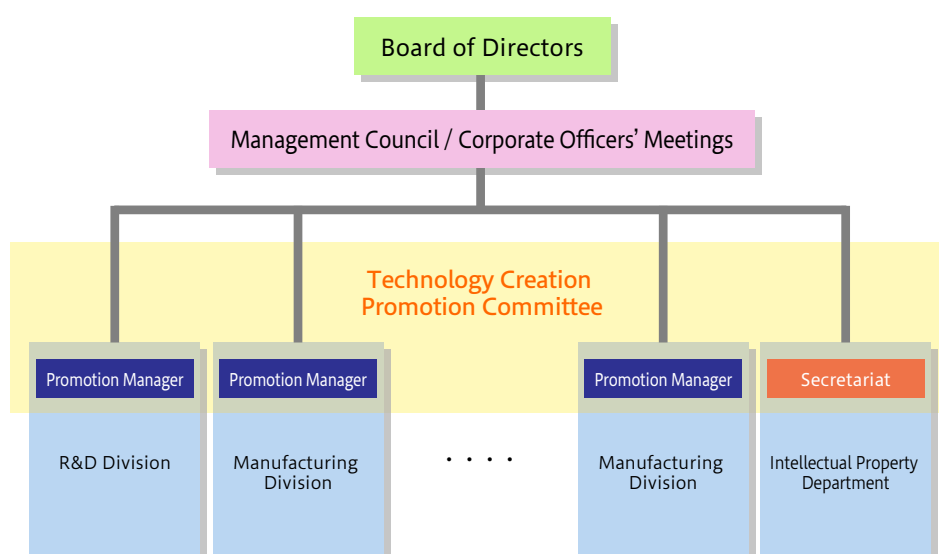 Board of Directors
Management Council / Corporate Officers’ Meetings
Technology Creation
Promotion Committee
Promotion Manager
Promotion Manager
Promotion Manager
Secretariat
R&D Division
Manufacturing
Division
· · · ·
Manufacturing
Division
Intellectual Property
Department